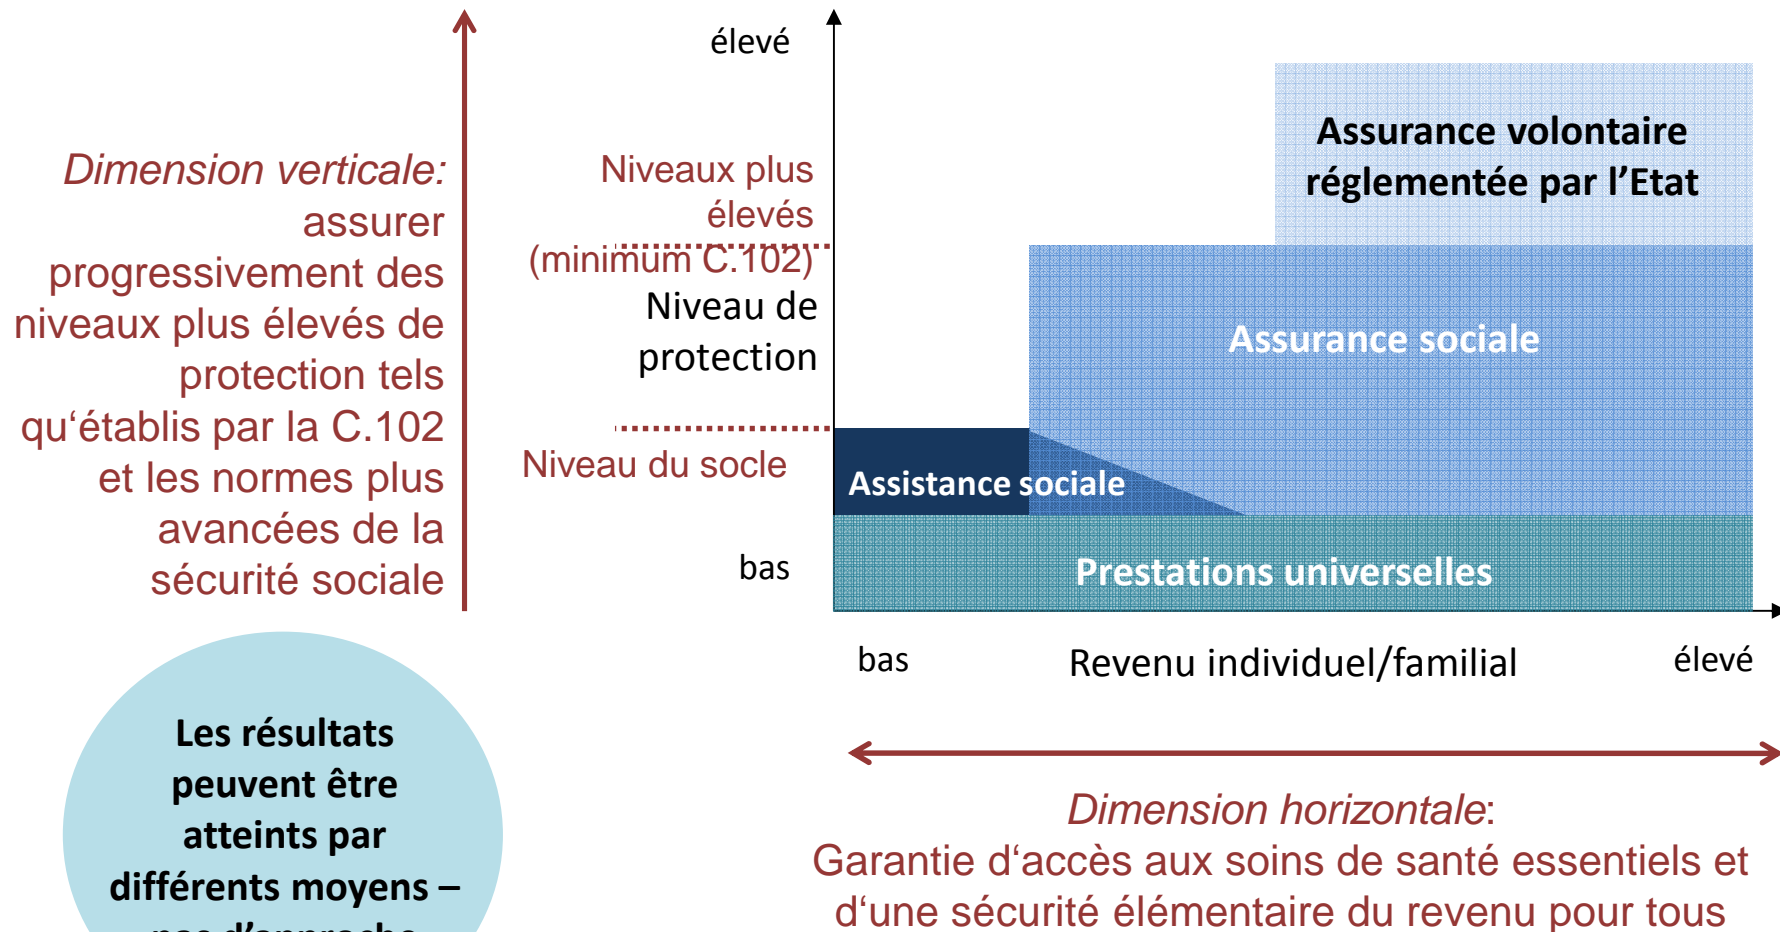 Dimension verticale:
assurer
progressivement des
niveaux plus élevés de
protection tels
qu‘établis par la C.102
et les normes plus
avancées de la
sécurité sociale
élevé
Niveaux plus
élevés
(minimum C.102)
Niveau de
protection
Niveau du socle
bas
Assurance volontaire
réglementée par l’Etat
Assurance sociale
Assistance sociale
Prestations universelles
bas
Revenu individuel/familial
élevé
Les résultats
peuvent être
atteints par
différents moyens –
pas d’approche
Dimension horizontale:
Garantie d‘accès aux soins de santé essentiels et
d‘une sécurité élémentaire du revenu pour tous